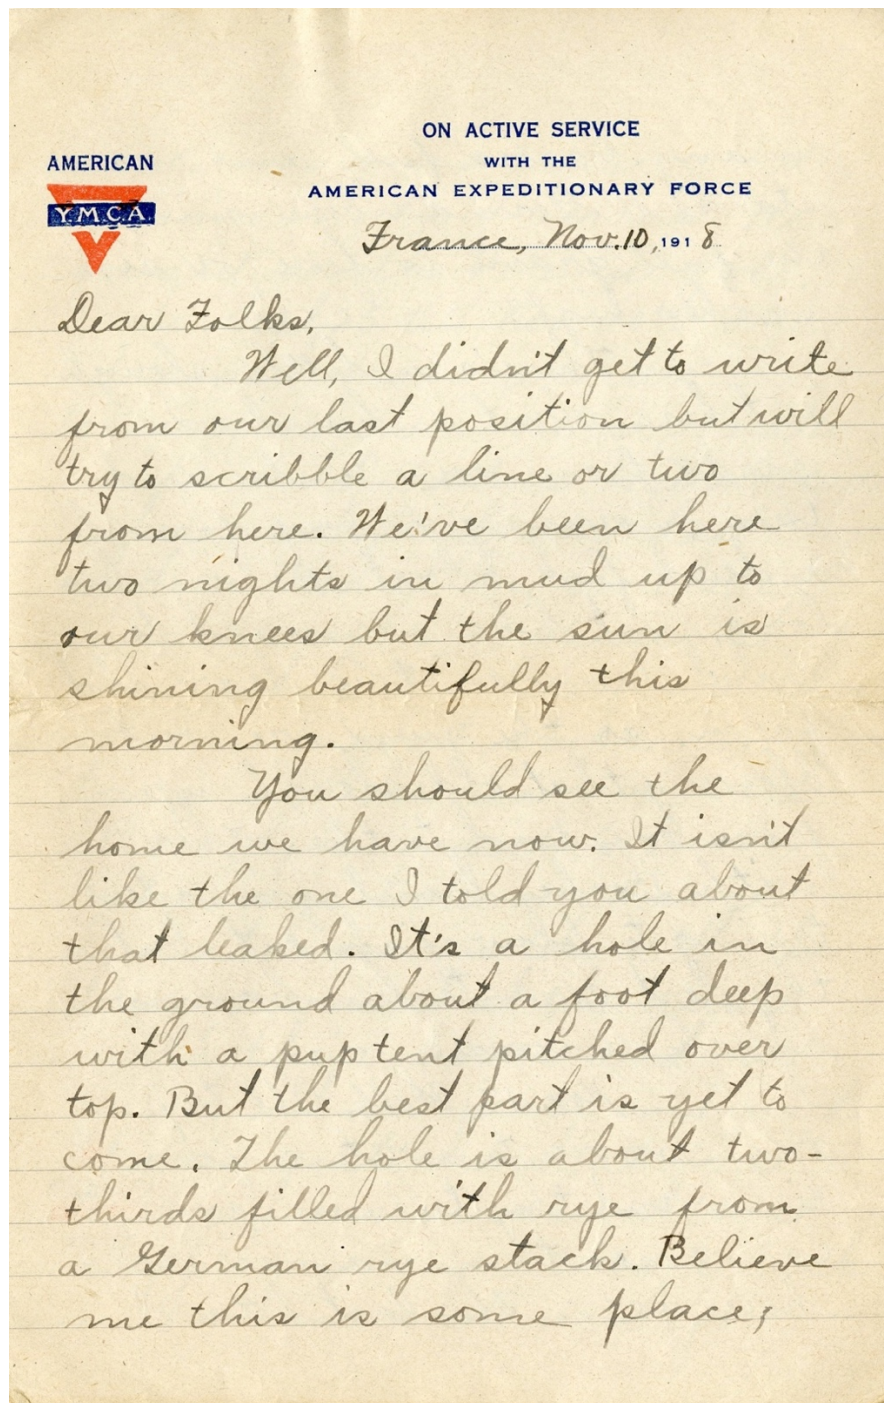 ON ACTIVE SERVICE
WITH THE
AMERICAN EXPEDITIONARY FORCE
AMERICAN
Y.M.C.A.
France, Nov. 10, 1918
Dear Folks,
Well, I didn't get to write
from our last position but will
try to scribble a line or two
from here. We've been here
two nights in mud up to
our knees but the sun is
shining beautifully this
morning.
You should see the
home we have now. It isn't
like the one I told you about
that leaked. It's a hole in
the ground about a foot deep
with a pup tent pitched over
top. But the best part is yet to
come. The hole is about two-
thirds filled with rye from
a German rye stack. Believe
me this is some place;